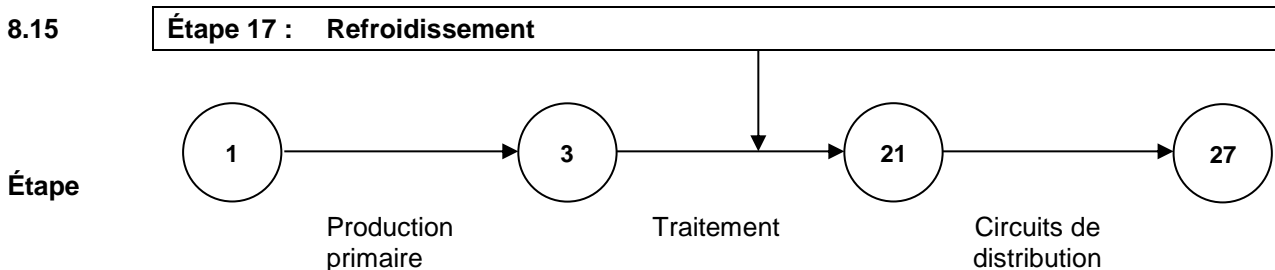 8.15 Étape 17 : Refroidissement
1 3 21 27
Étape
Production primaire
Traitement
Circuits de distribution